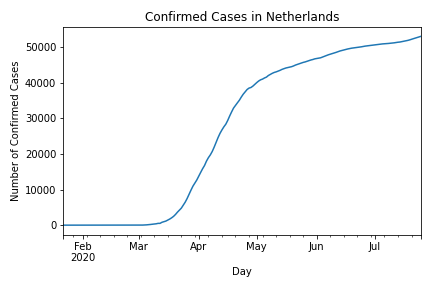 Confirmed Cases in Netherlands
Number of Confirmed Cases
50000
40000
30000
20000
10000
0
Feb
2020
Mar
Apr
May
Jun
Jul
Day